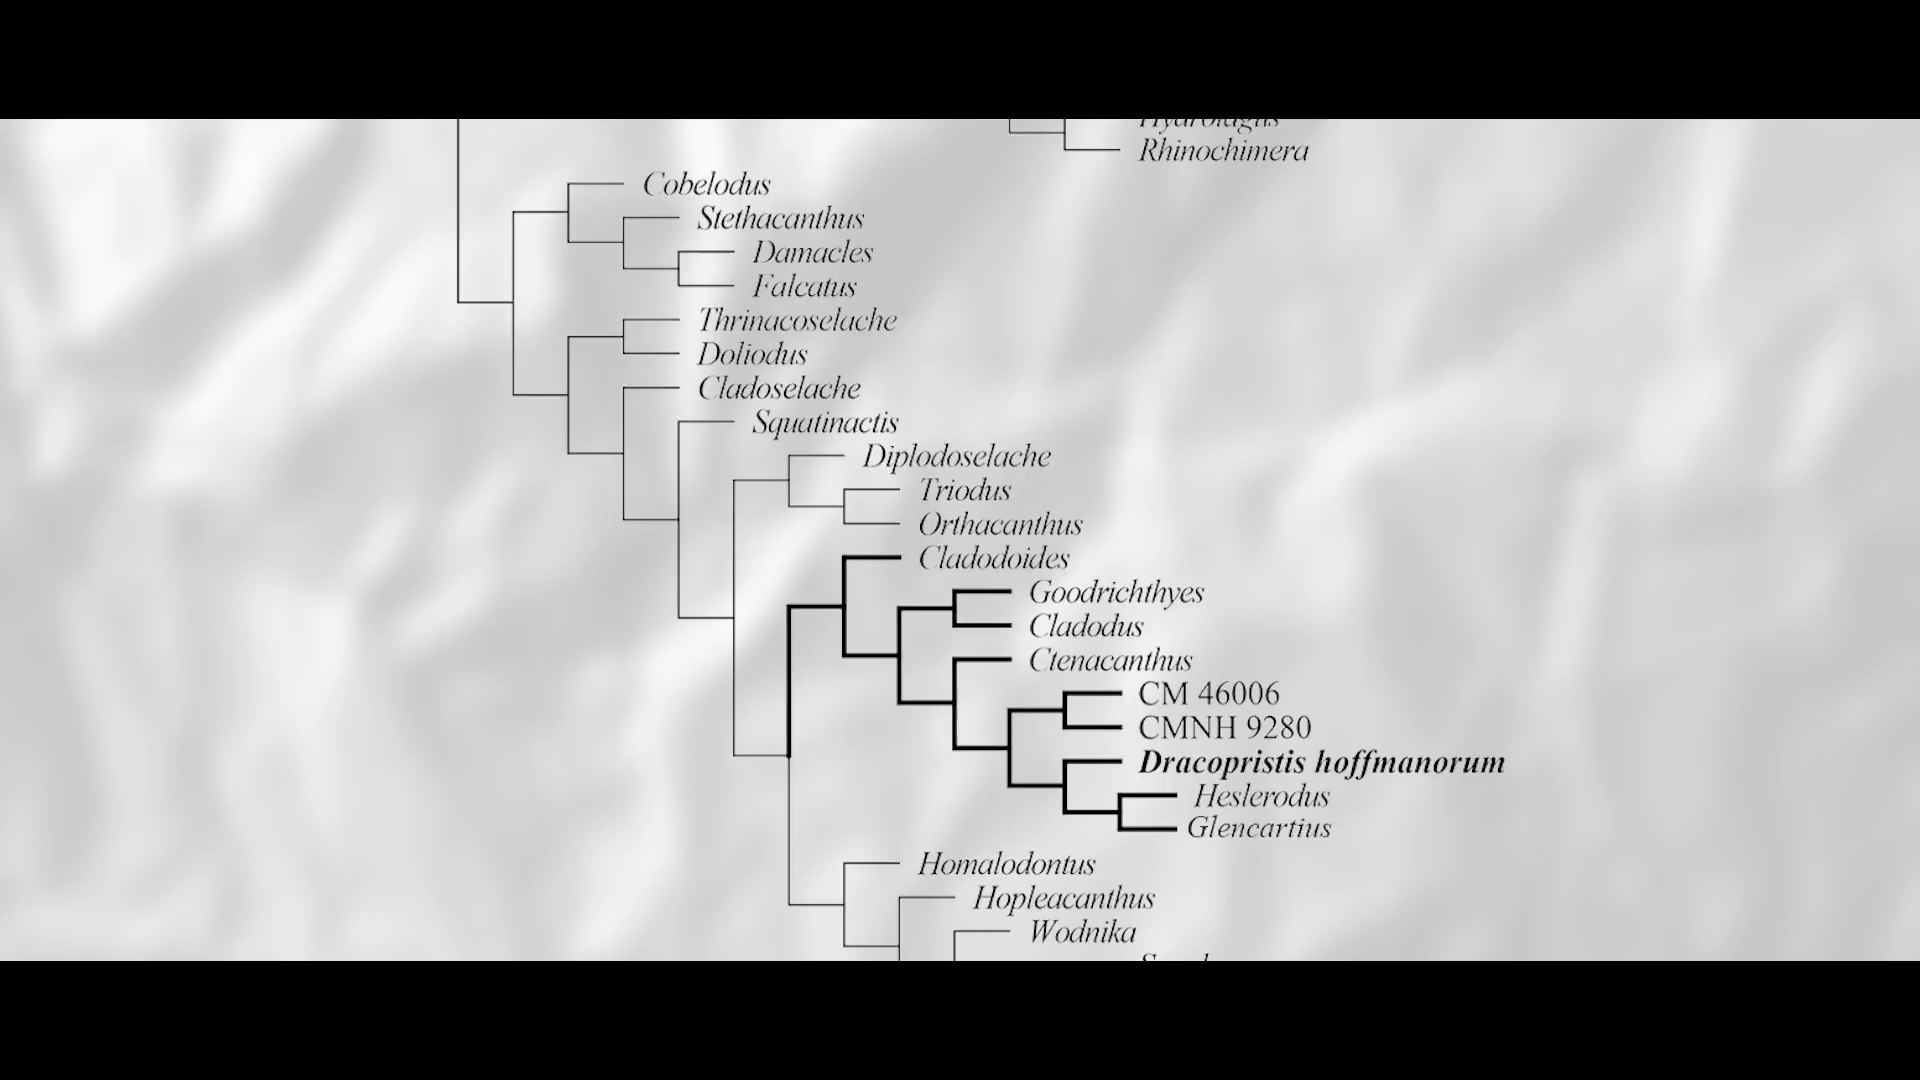 Rhinochimera
Cobelodus
Stethacanthus
Damacles
Falcatus
Thrinacoselache
Doliodus
Cladoselache
Squatinactis
Diplodoselache
Triodus
Orthacanthus
Cladodoides
Goodrichthyes
Cladodus
Ctenacanthus
CM 46006
CMNH 9280
Dracopristis hoffmanorum
Heslerodus
Glencartius
Homalodontus
Hopleacanthus
Wodnika